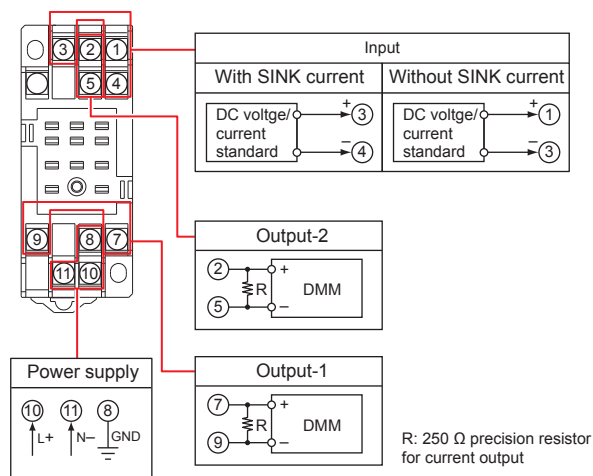 3 2 1
5 4
9 8 7
11 10
Input
With SINK current
Without SINK current
DC voltge/
current
standard
+ 3
− 4
DC voltge/
current
standard
+ 1
− 3
Output-2
2 + 
R DMM
5 −
Output-1
7 +
R DMM
9 −
Power supply
10 11 8
L+ N− GND
R: 250 Ω precision resistor
for current output